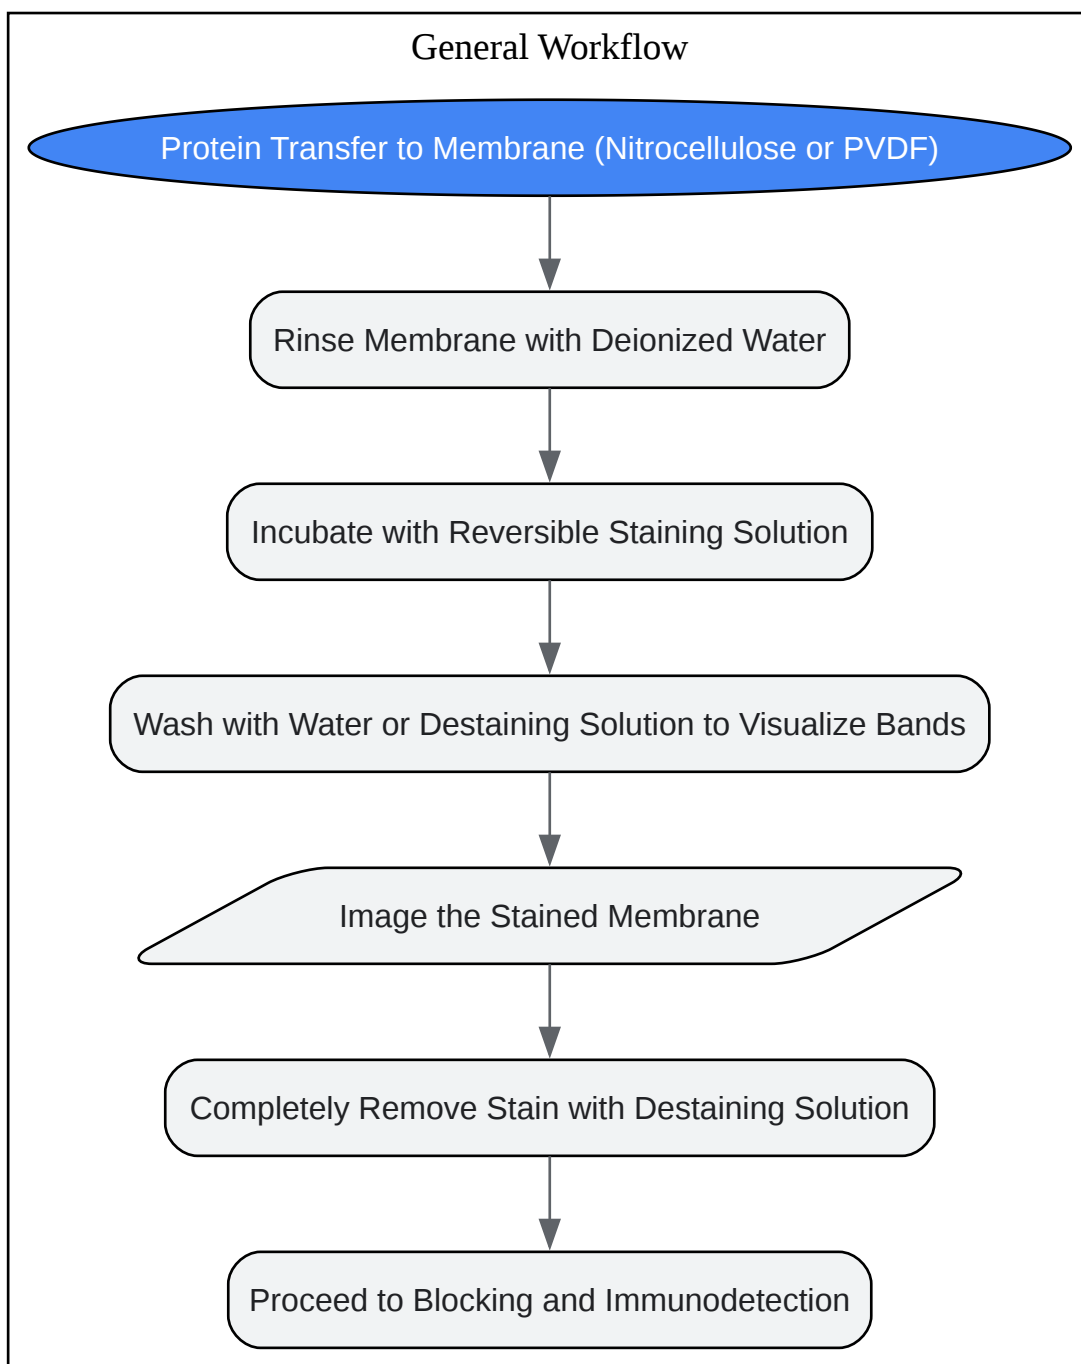 General Workflow
Protein Transfer to Membrane (Nitrocellulose or PVDF)
Rinse Membrane with Deionized Water
Incubate with Reversible Staining Solution
Wash with Water or Destaining Solution to Visualize Bands
Image the Stained Membrane
Completely Remove Stain with Destaining Solution
Proceed to Blocking and Immunodetection